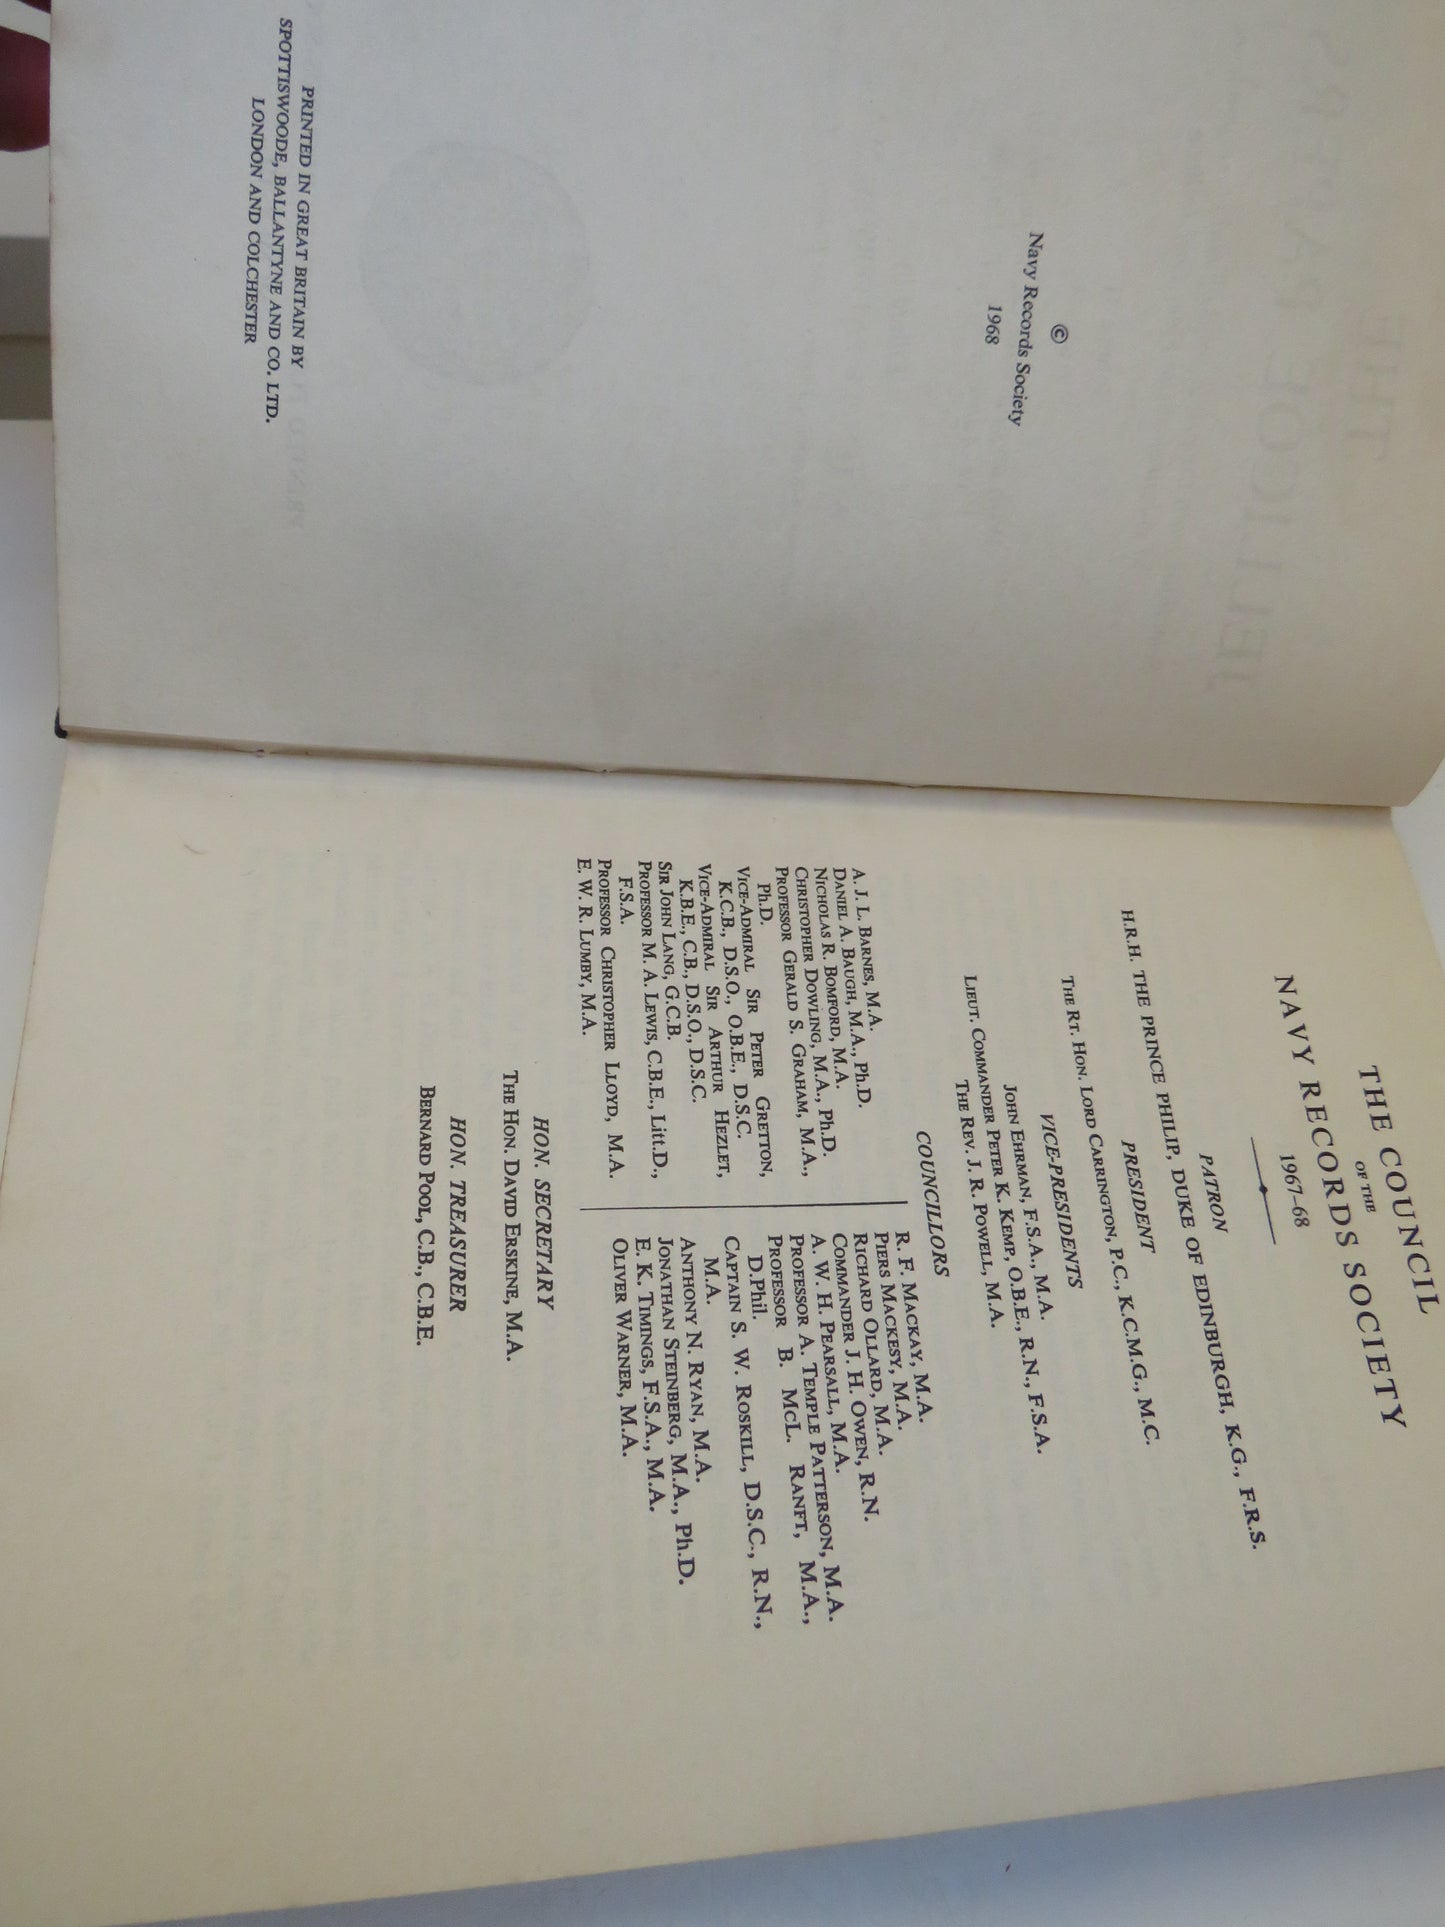 ©
Navy Records Society
1968
PRINTED IN GREAT BRITAIN BY
SPOTTISWOODE, BALLANTYNE AND CO. LTD.
LONDON AND COLCHESTER
THE COUNCIL
OF THE
NAVY RECORDS SOCIETY
1967–68
PATRON
H.R.H. THE PRINCE PHILIP, DUKE OF EDINBURGH, K.G., F.R.S.
PRESIDENT
THE RT. HON. LORD CARRINGTON, P.C., K.C.M.G., M.C.
VICE-PRESIDENTS
JOHN EHRMAN, F.S.A., M.A.
LIEUT. COMMANDER PETER K. KEMP, O.B.E., R.N., F.S.A.
THE REV. J. R. POWELL, M.A.
COUNCILLORS
A. J. L. BARNES, M.A.
DANIEL A. BAUGH, M.A., Ph.D.
NICHOLAS R. BOMFORD, M.A.
CHRISTOPHER DOWLING, M.A., Ph.D.
PROFESSOR GERALD S. GRAHAM, M.A.,
Ph.D.
VICE-ADMIRAL SIR PETER GRETTON,
K.C.B., D.S.O., O.B.E., D.S.C.
VICE-ADMIRAL SIR ARTHUR HEZLET,
K.B.E., C.B., D.S.O., D.S.C.
SIR JOHN LANG, G.C.B.
PROFESSOR M. A. LEWIS, C.B.E., Litt.D.,
F.S.A.
PROFESSOR CHRISTOPHER LLOYD, M.A.
E. W. R. LUMBY, M.A.
R. F. MACKAY, M.A.
PIERS MACKESY, M.A.
RICHARD OLLARD, M.A.
COMMANDER J. H. OWEN, R.N.
A. W. H. PEARSALL, M.A.
PROFESSOR A. TEMPLE PATTERSON, M.A.
PROFESSOR B. McL. RANFT, M.A.,
D.Phil.
CAPTAIN S. W. ROSKILL, D.S.C., R.N.,
M.A.
ANTHONY N. RYAN, M.A.
JONATHAN STEINBERG, M.A., Ph.D.
E. K. TIMINGS, F.S.A., M.A.
OLIVER WARNER, M.A.
HON. SECRETARY
THE HON. DAVID ERSKINE, M.A.
HON. TREASURER
BERNARD POOL, C.B., C.B.E.